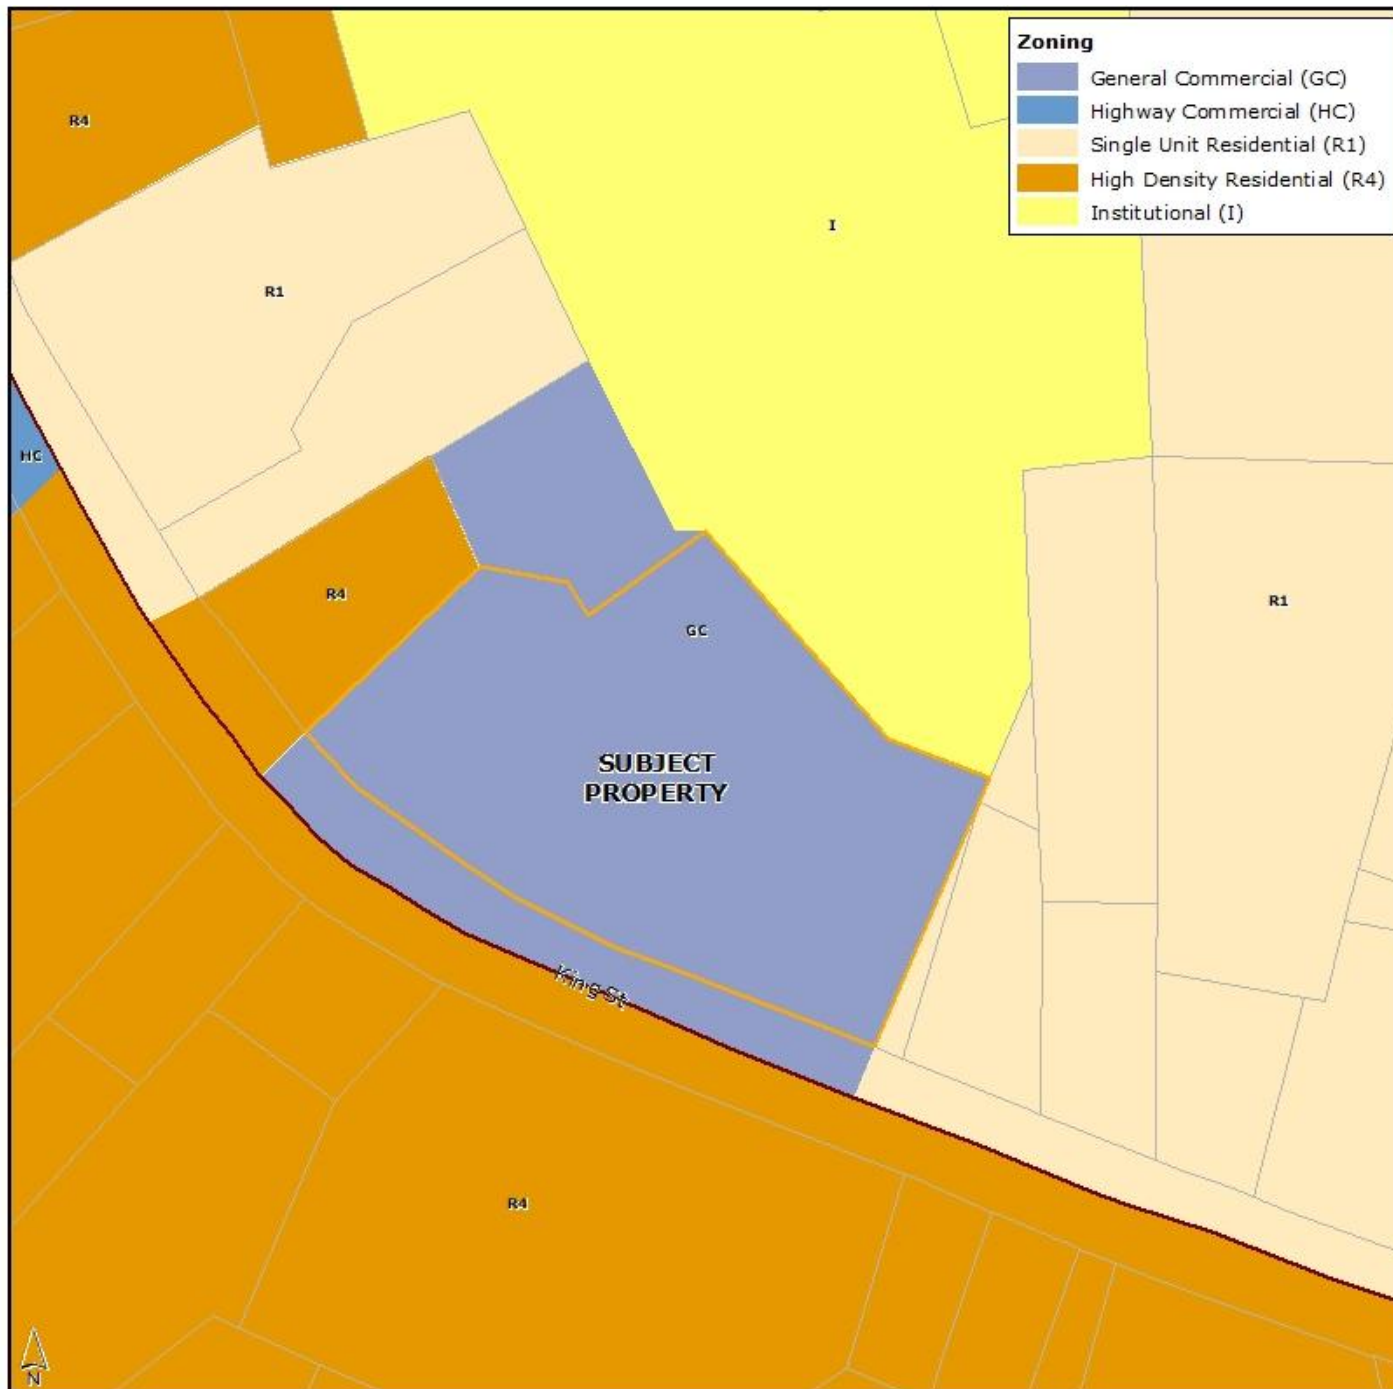 Zoning
General Commercial (GC)
Highway Commercial (HC)
Single Unit Residential (R1)
High Density Residential (R4)
Institutional (I)
R4
I
R1
HC
R4
R1
GC
SUBJECT
PROPERTY
King St
R4
N